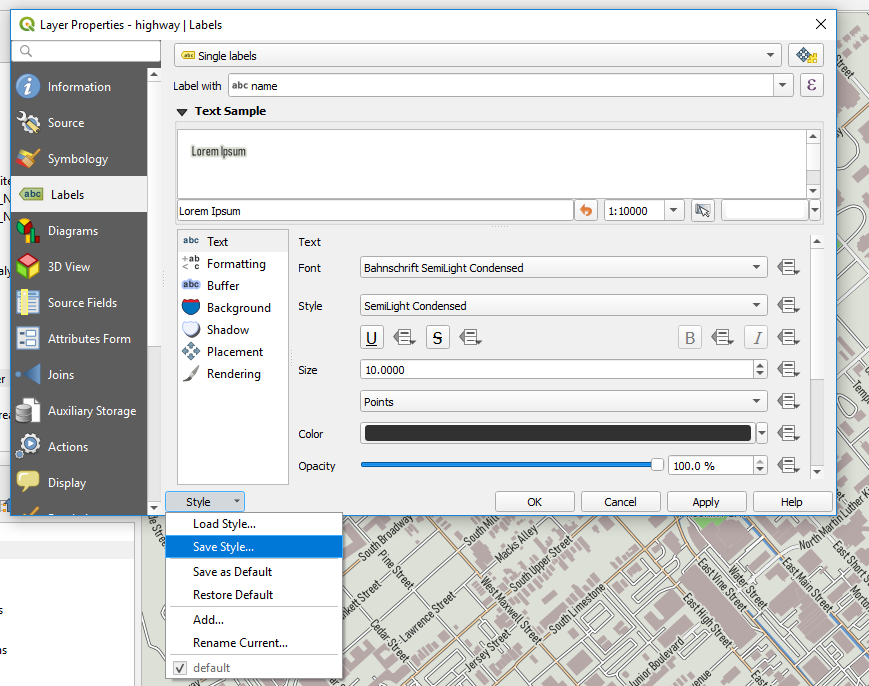 Layer Properties - highway | Labels
Information
Source
Symbology
abc Labels
Diagrams
3D View
Source Fields
Attributes Form
Joins
Auxiliary Storage
Actions
Display
abc Single labels
Label with abc name ε
Text Sample
Lorem Ipsum
Lorem Ipsum 1:10000
abc Text
+ab < c Formatting
abc Buffer
Background
Shadow
Placement
Rendering
Text
Font Bahnschrift SemiLight Condensed
Style SemiLight Condensed
U S B I
Size 10.0000
Points
Color
Opacity 100.0 %
Style OK Cancel Apply Help
Load Style...
Save Style...
Save as Default
Restore Default
Add...
Rename Current...
default
South Broadway
Pine Street
Macks Alley
South Upper Street
West Maxwell Street
Lawrence Street
Cedar Street
Jersey Street
South Limestone
East High Street
East Vine Street
Water Street
East Main Street
North Martin Luther
East Short S
Junior Boulevard
Street